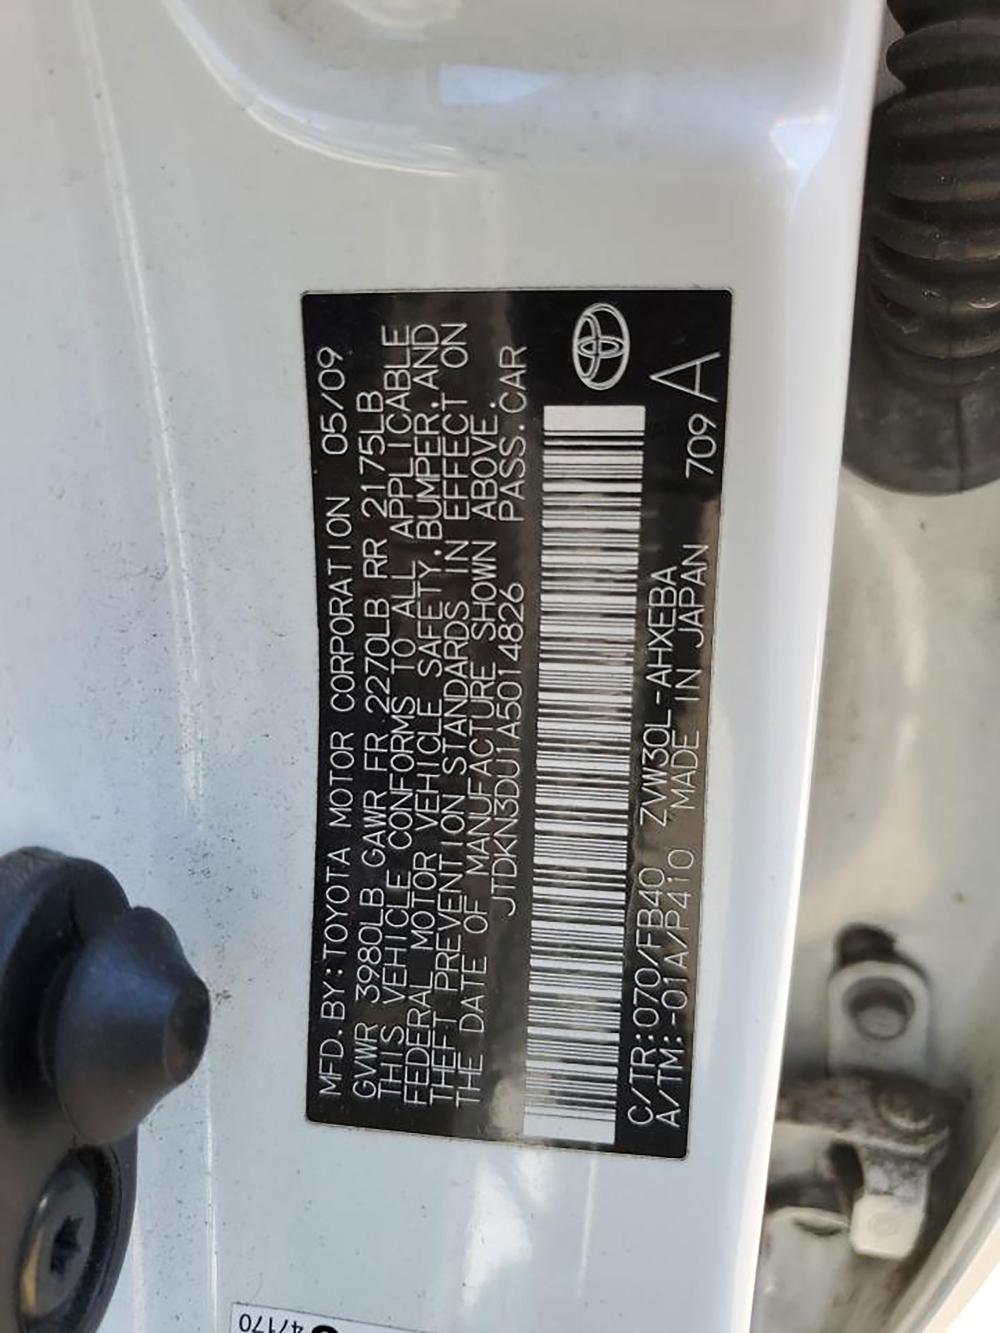 MFD. BY: TOYOTA MOTOR CORPORATION 05/09
GVWR 3980LB GAWR FR 2270LB RR 2175LB
THIS VEHICLE CONFORMS TO ALL APPLICABLE
FEDERAL MOTOR VEHICLE SAFETY, BUMPER, AND
THEFT PREVENTION STANDARDS IN EFFECT ON
THE DATE OF MANUFACTURE SHOWN ABOVE.
JTDKN3DU1A5014826 PASS. CAR
C/TR:070/FB40 ZVW30L-AHXEBA
A/TM:-01A/P410 MADE IN JAPAN 709 A
47170